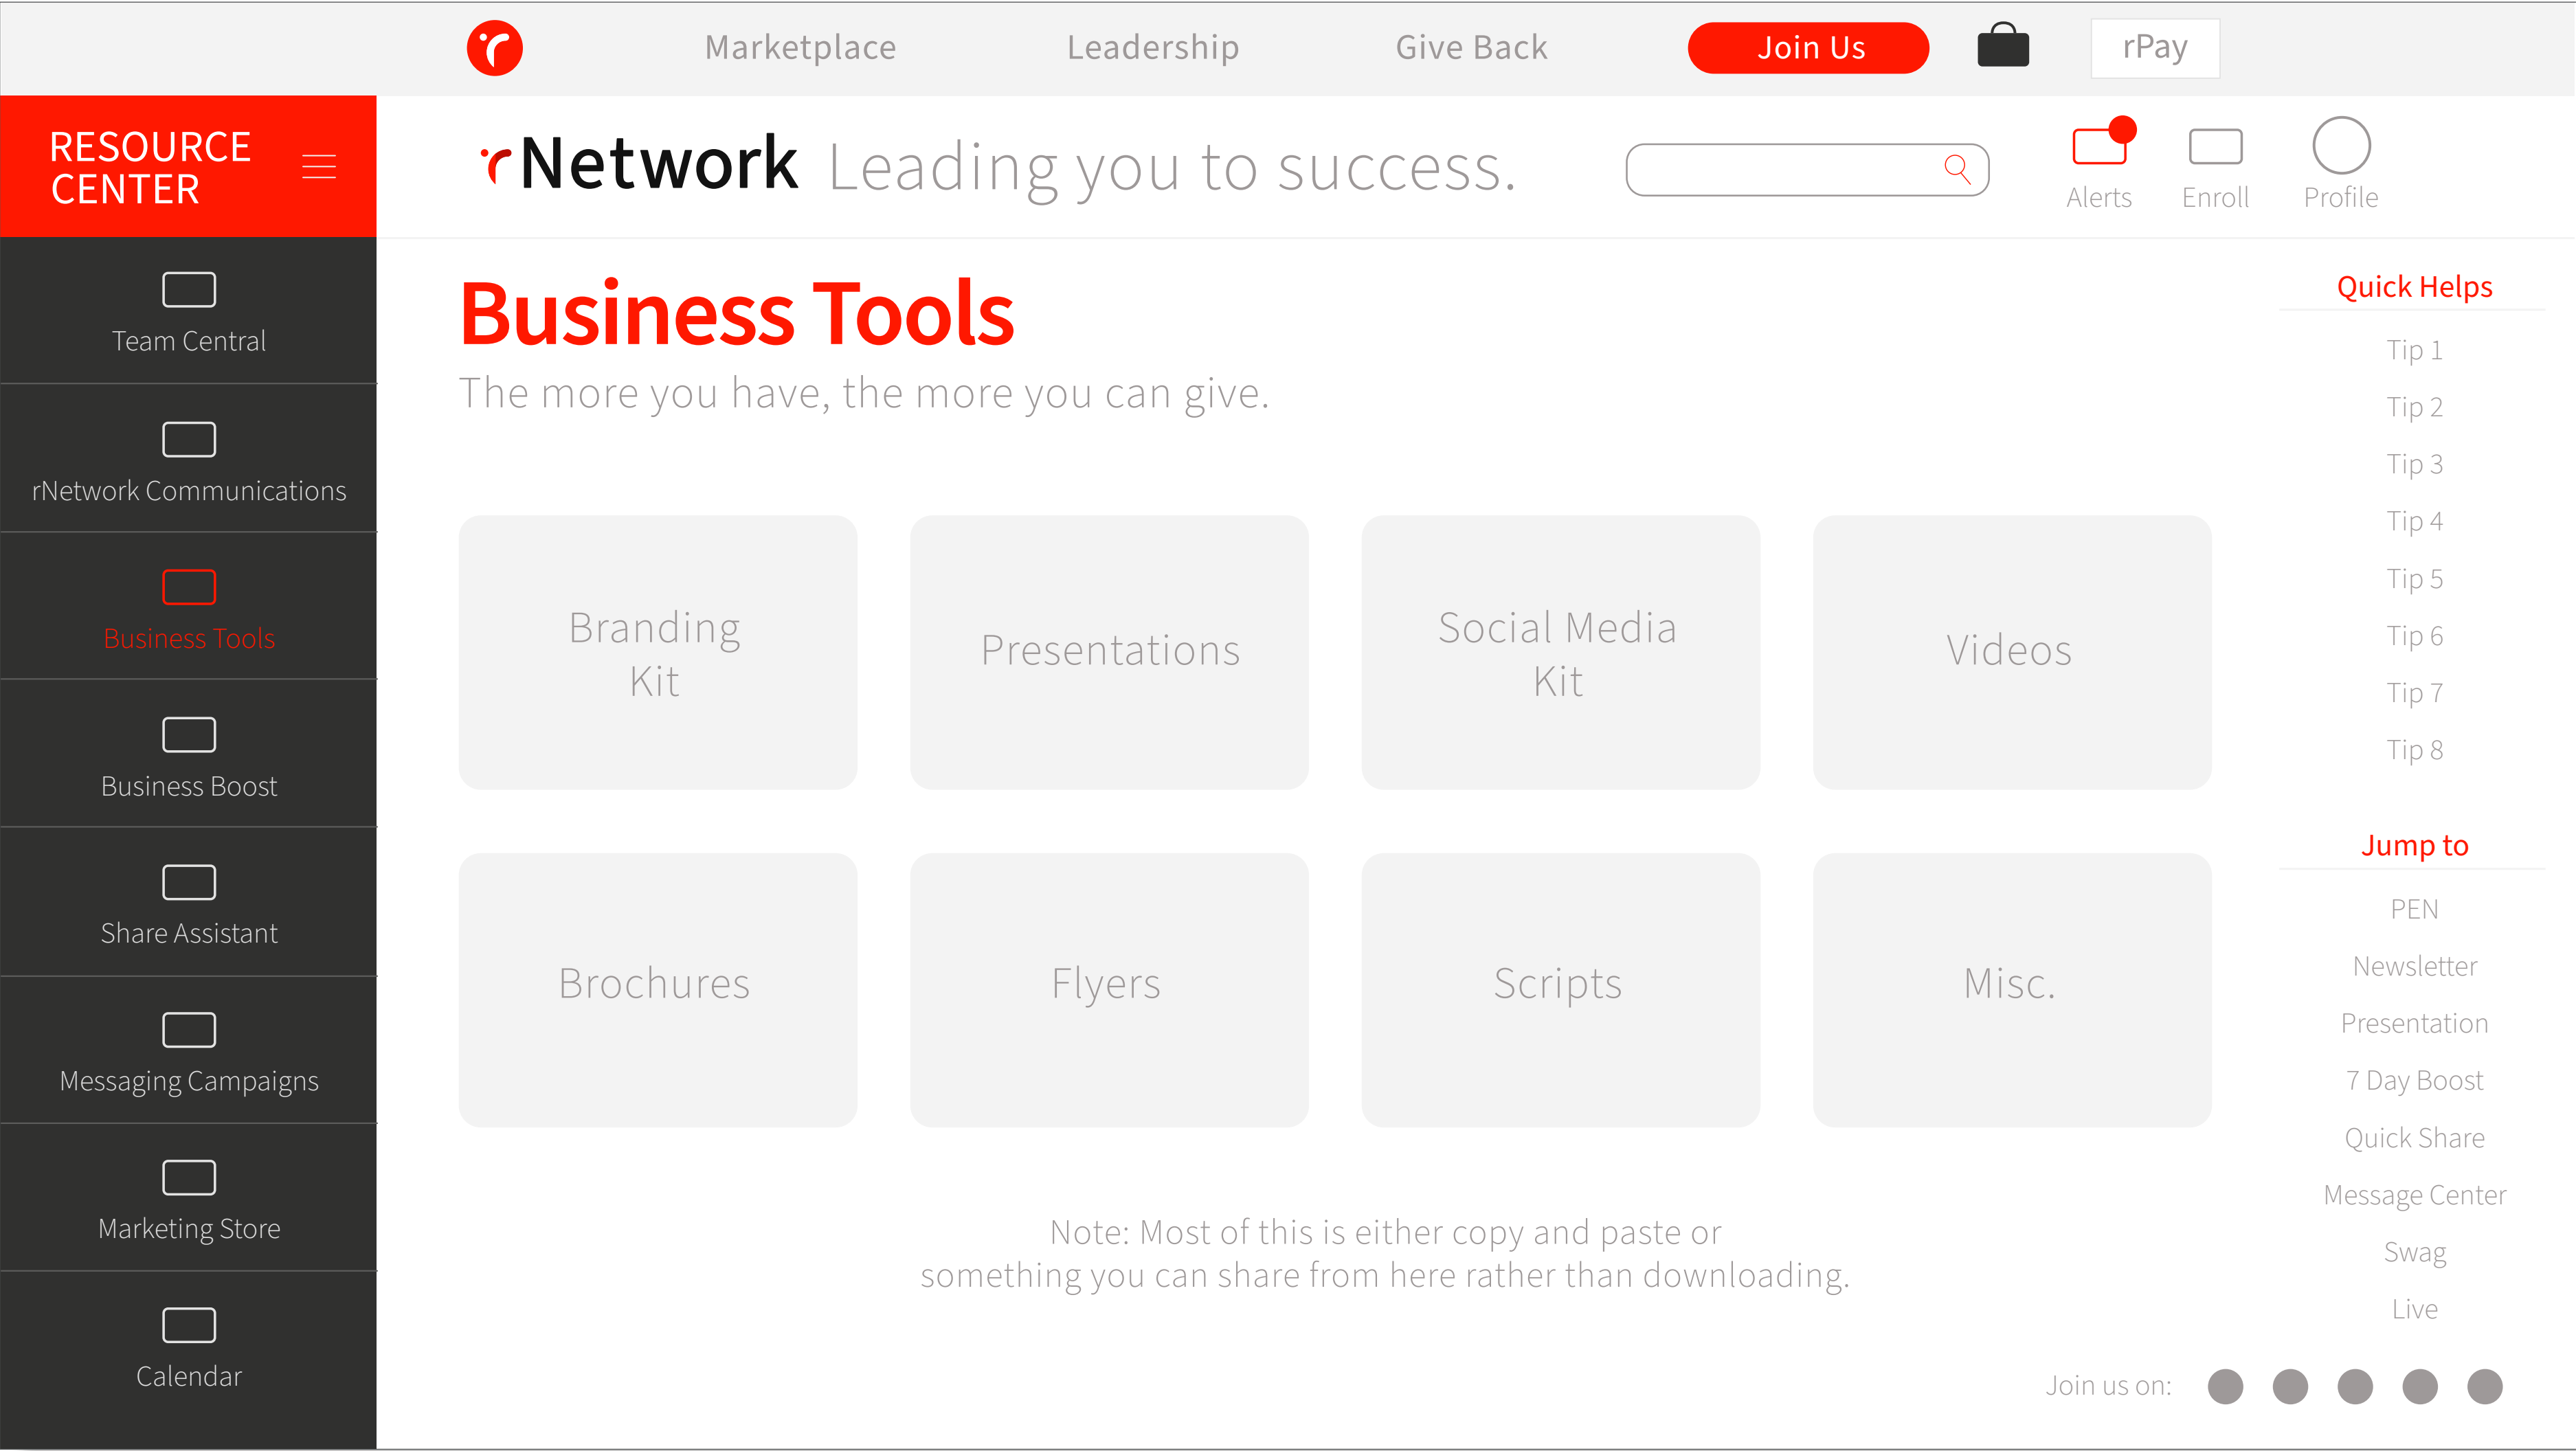 Marketplace
Leadership
Give Back
Join Us
rPay
RESOURCE
CENTER
rNetwork Leading you to success.
Alerts
Enroll
Profile
Team Central
rNetwork Communications
Business Tools
Business Boost
Share Assistant
Messaging Campaigns
Marketing Store
Calendar
Business Tools
The more you have, the more you can give.
Branding
Kit
Presentations
Social Media
Kit
Videos
Brochures
Flyers
Scripts
Misc.
Note: Most of this is either copy and paste or
something you can share from here rather than downloading.
Quick Helps
Tip 1
Tip 2
Tip 3
Tip 4
Tip 5
Tip 6
Tip 7
Tip 8
Jump to
PEN
Newsletter
Presentation
7 Day Boost
Quick Share
Message Center
Swag
Live
Join us on: